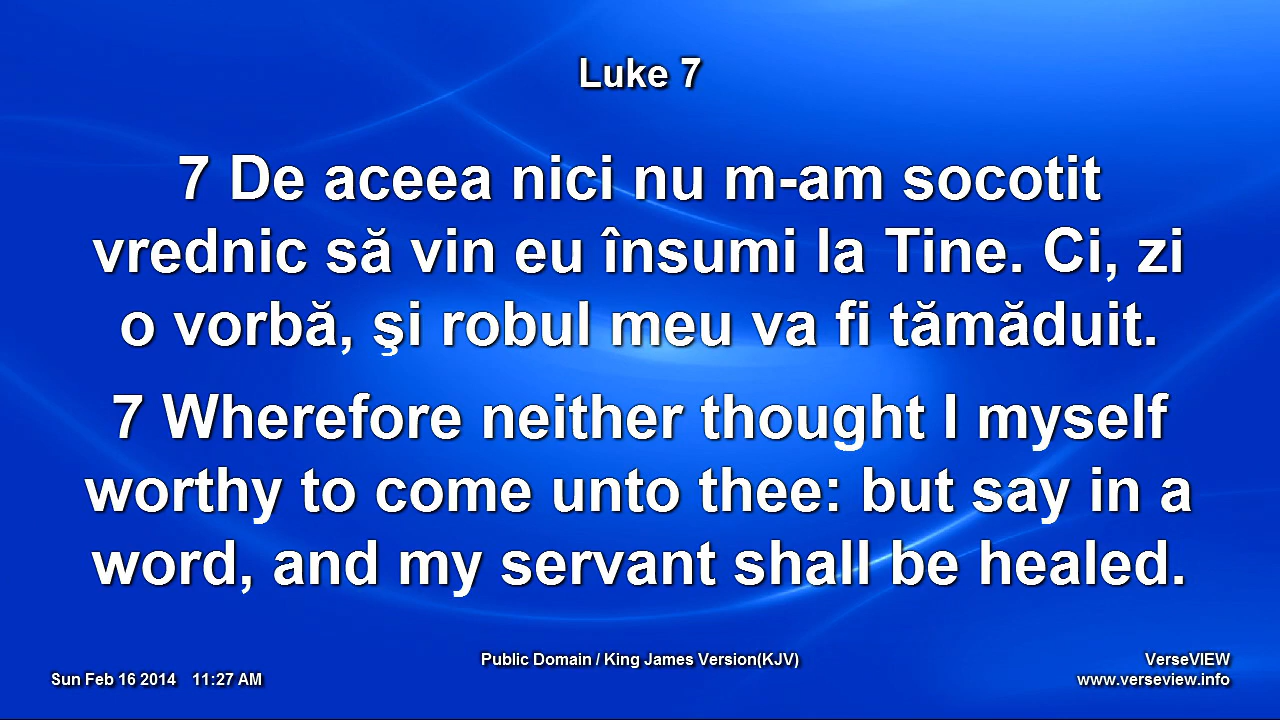 Luke 7
7 De aceea nici nu m-am socotit
vrednic să vin eu însumi la Tine. Ci, zi
o vorbă, şi robul meu va fi tămăduit.
7 Wherefore neither thought I myself
worthy to come unto thee: but say in a
word, and my servant shall be healed.
Public Domain / King James Version(KJV)
VerseVIEW
Sun Feb 16 2014 11:27 AM
www.verseview.info